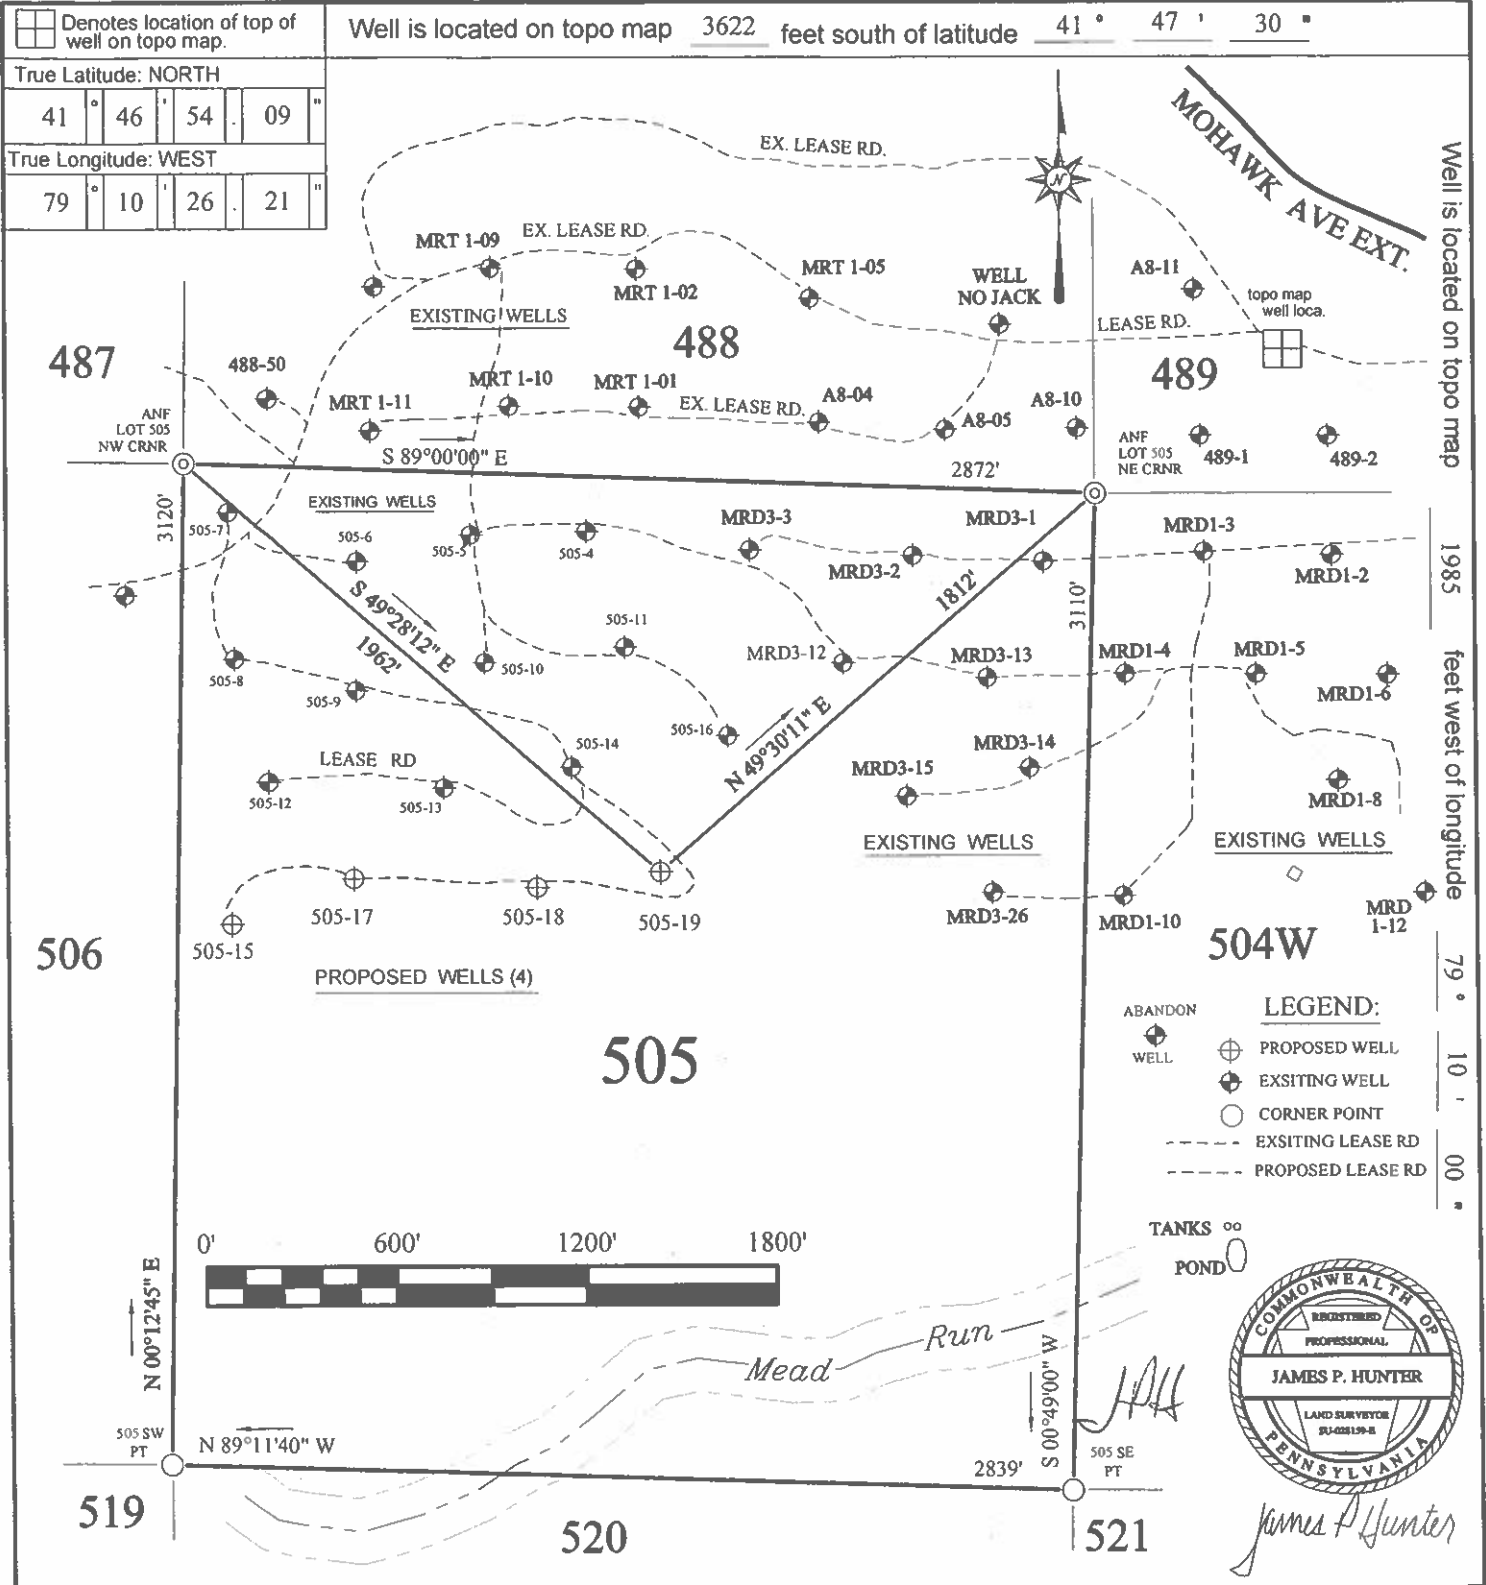 Denotes location of top of
well on topo map.
Well is located on topo map 3622 feet south of latitude 41 ° 47 ' 30 "
True Latitude: NORTH
41 ° 46 ' 54 . 09 "
True Longitude: WEST
79 ° 10 ' 26 . 21 "
Well is located on topo map 1985 feet west of longitude 79 ° 10 ' 00 "
MOHAWK AVE EXT.
N
EX. LEASE RD.
MRT 1-09
EX. LEASE RD.
MRT 1-02
MRT 1-05
WELL
NO JACK
A8-11
topo map
well loca.
EXISTING WELLS
LEASE RD.
487
488
489
488-50
MRT 1-11
MRT 1-10
MRT 1-01
EX. LEASE RD.
A8-04
A8-05
A8-10
489-1
489-2
ANF
LOT 505
NW CRNR
ANF
LOT 505
NE CRNR
S 89°00'00" E
2872'
3120'
3110'
EXISTING WELLS
505-7
505-6
505-5
505-4
MRD3-3
MRD3-2
MRD3-1
MRD1-3
MRD1-2
S 49°28'12" E
1962'
1812'
N 49°30'11" E
505-8
505-9
505-10
505-11
MRD3-12
MRD3-13
MRD1-4
MRD1-5
MRD1-6
505-16
505-14
LEASE RD
505-12
505-13
MRD3-14
MRD3-15
MRD1-8
EXISTING WELLS
EXISTING WELLS
505-15
505-17
505-18
505-19
MRD3-26
MRD1-10
MRD
1-12
506
504W
PROPOSED WELLS (4)
505
ABANDON
WELL
LEGEND:
PROPOSED WELL
EXSITING WELL
CORNER POINT
EXSITING LEASE RD
PROPOSED LEASE RD
TANKS
POND
0' 600' 1200' 1800'
Mead Run
N 00°12'45" E
S 00°49'00" W
JPH
505 SW
PT
N 89°11'40" W
2839'
505 SE
PT
519
520
521
COMMONWEALTH OF
REGISTERED
PROFESSIONAL
JAMES P. HUNTER
LAND SURVEYOR
SU-028139-E
PENNSYLVANIA
James P Hunter